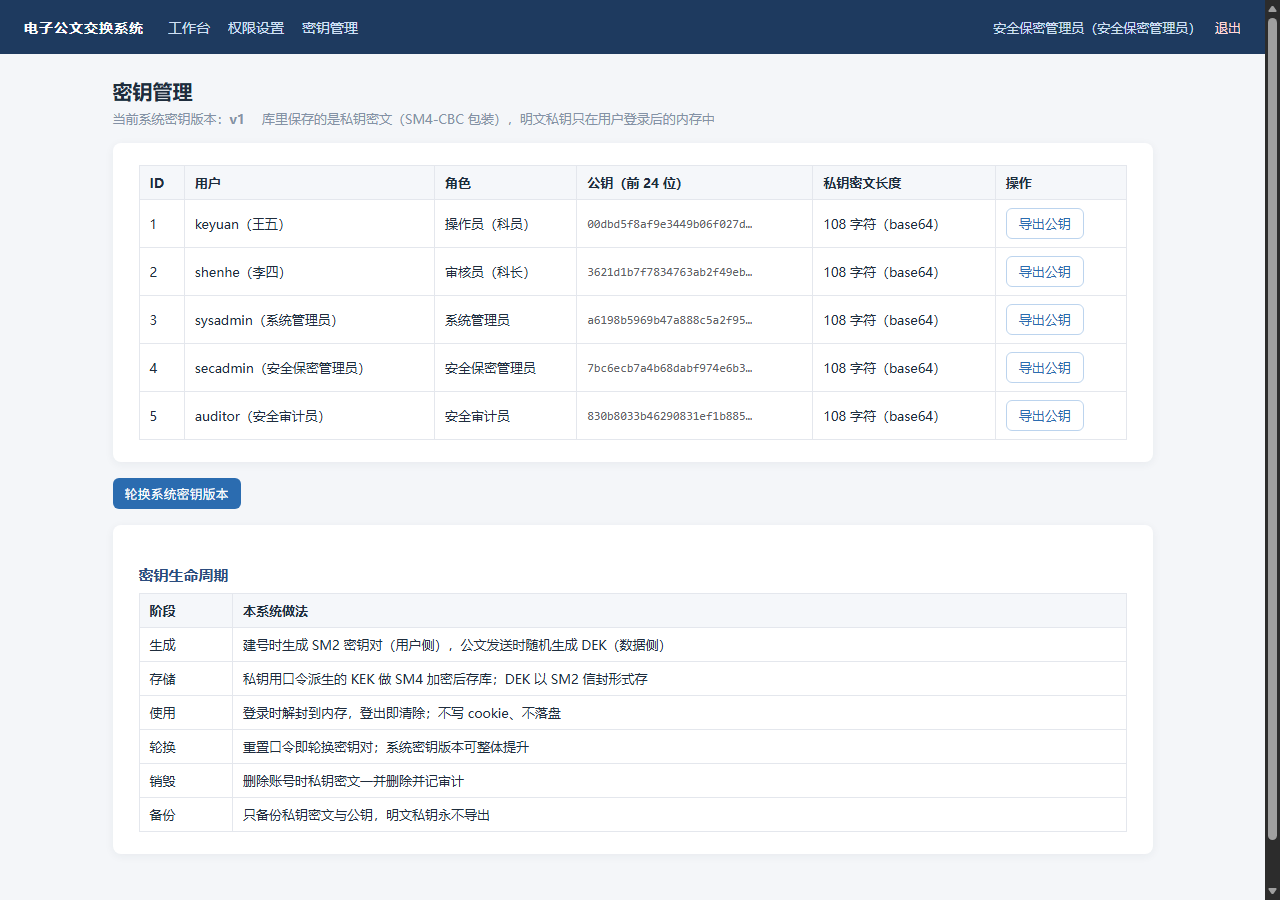 电子公文交换系统 工作台 权限设置 密钥管理 安全保密管理员（安全保密管理员） 退出
密钥管理
当前系统密钥版本：v1 库里保存的是私钥密文（SM4-CBC 包装），明文私钥只在用户登录后的内存中
ID 用户 角色 公钥（前 24 位） 私钥密文长度 操作
1 keyuan（王五） 操作员（科员） 00dbd5f8af9e3449b06f027d… 108 字符（base64） 导出公钥
2 shenhe（李四） 审核员（科长） 3621d1b7f7834763ab2f49eb… 108 字符（base64） 导出公钥
3 sysadmin（系统管理员） 系统管理员 a6198b5969b47a888c5a2f95… 108 字符（base64） 导出公钥
4 secadmin（安全保密管理员） 安全保密管理员 7bc6ecb7a4b68dabf974e6b3… 108 字符（base64） 导出公钥
5 auditor（安全审计员） 安全审计员 830b8033b46290831ef1b885… 108 字符（base64） 导出公钥
轮换系统密钥版本
密钥生命周期
阶段 本系统做法
生成 建号时生成 SM2 密钥对（用户侧），公文发送时随机生成 DEK（数据侧）
存储 私钥用口令派生的 KEK 做 SM4 加密后存库；DEK 以 SM2 信封形式存
使用 登录时解封到内存，登出即清除；不写 cookie、不落盘
轮换 重置口令即轮换密钥对；系统密钥版本可整体提升
销毁 删除账号时私钥密文一并删除并记审计
备份 只备份私钥密文与公钥，明文私钥永不导出